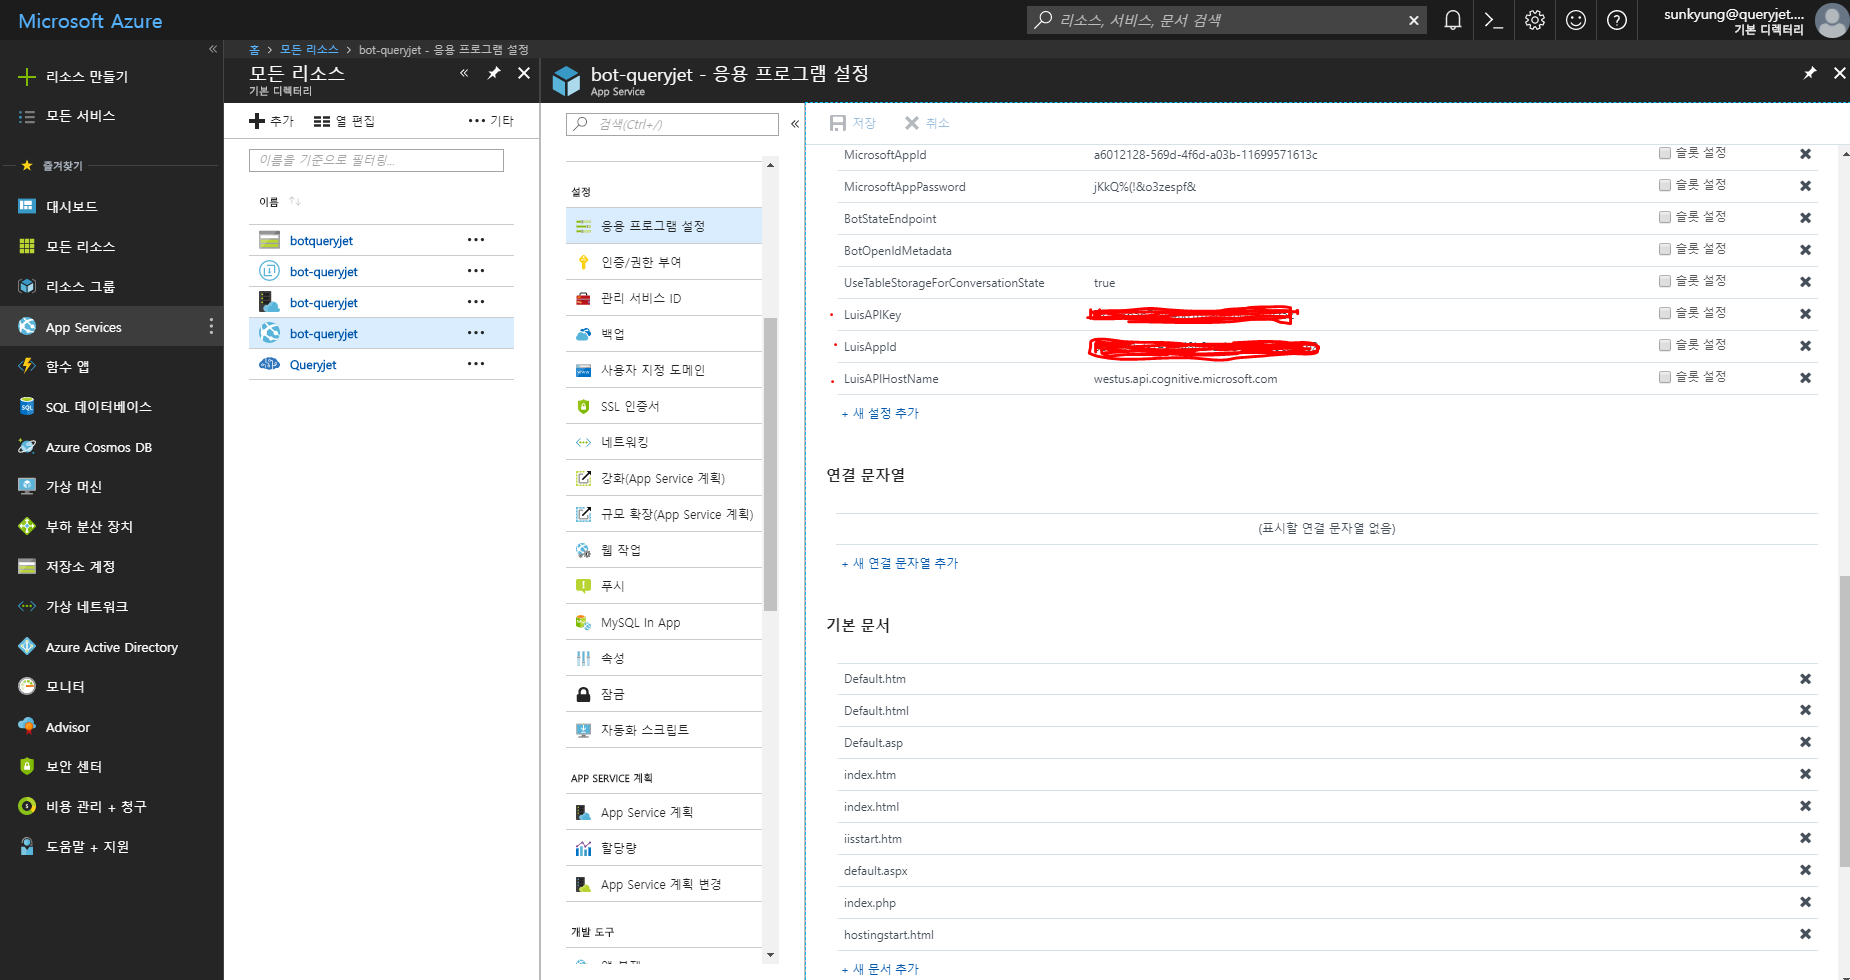 Microsoft Azure
리소스, 서비스, 문서 검색
sunkyung@queryjet....
기본 디렉터리
홈 > 모든 리소스 > bot-queryjet - 응용 프로그램 설정
리소스 만들기
모든 서비스
즐겨찾기
대시보드
모든 리소스
리소스 그룹
App Services
함수 앱
SQL 데이터베이스
Azure Cosmos DB
가상 머신
부하 분산 장치
저장소 계정
가상 네트워크
Azure Active Directory
모니터
Advisor
보안 센터
비용 관리 + 청구
도움말 + 지원
모든 리소스
기본 디렉터리
추가 열 편집 기타
이름을 기준으로 필터링...
이름
botqueryjet
bot-queryjet
bot-queryjet
bot-queryjet
Queryjet
bot-queryjet - 응용 프로그램 설정
App Service
검색(Ctrl+/)
설정
응용 프로그램 설정
인증/권한 부여
관리 서비스 ID
백업
사용자 지정 도메인
SSL 인증서
네트워킹
강화(App Service 계획)
규모 확장(App Service 계획)
웹 작업
푸시
MySQL In App
속성
잠금
자동화 스크립트
APP SERVICE 계획
App Service 계획
할당량
App Service 계획 변경
개발 도구
저장 취소
MicrosoftAppId a6012128-569d-4f6d-a03b-11699571613c 슬롯 설정
MicrosoftAppPassword jKkQ%(!&o3zespf& 슬롯 설정
BotStateEndpoint 슬롯 설정
BotOpenIdMetadata 슬롯 설정
UseTableStorageForConversationState true 슬롯 설정
LuisAPIKey 슬롯 설정
LuisAppId 슬롯 설정
LuisAPIHostName westus.api.cognitive.microsoft.com 슬롯 설정
+ 새 설정 추가
연결 문자열
(표시할 연결 문자열 없음)
+ 새 연결 문자열 추가
기본 문서
Default.htm
Default.html
Default.asp
index.htm
index.html
iisstart.htm
default.aspx
index.php
hostingstart.html
+ 새 문서 추가